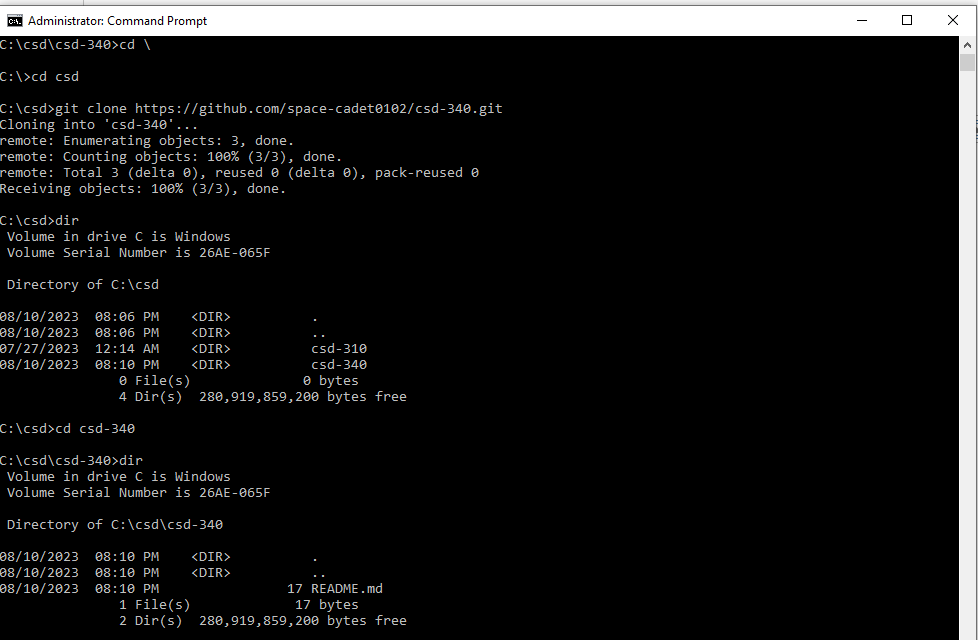 Administrator: Command Prompt
C:\csd\csd-340>cd \
C:\>cd csd
C:\csd>git clone https://github.com/space-cadet0102/csd-340.git
Cloning into 'csd-340'...
remote: Enumerating objects: 3, done.
remote: Counting objects: 100% (3/3), done.
remote: Total 3 (delta 0), reused 0 (delta 0), pack-reused 0
Receiving objects: 100% (3/3), done.
C:\csd>dir
 Volume in drive C is Windows
 Volume Serial Number is 26AE-065F
 Directory of C:\csd
08/10/2023  08:06 PM    <DIR>          .
08/10/2023  08:06 PM    <DIR>          ..
07/27/2023  12:14 AM    <DIR>          csd-310
08/10/2023  08:10 PM    <DIR>          csd-340
               0 File(s)              0 bytes
               4 Dir(s)  280,919,859,200 bytes free
C:\csd>cd csd-340
C:\csd\csd-340>dir
 Volume in drive C is Windows
 Volume Serial Number is 26AE-065F
 Directory of C:\csd\csd-340
08/10/2023  08:10 PM    <DIR>          .
08/10/2023  08:10 PM    <DIR>          ..
08/10/2023  08:10 PM                17 README.md
               1 File(s)             17 bytes
               2 Dir(s)  280,919,859,200 bytes free